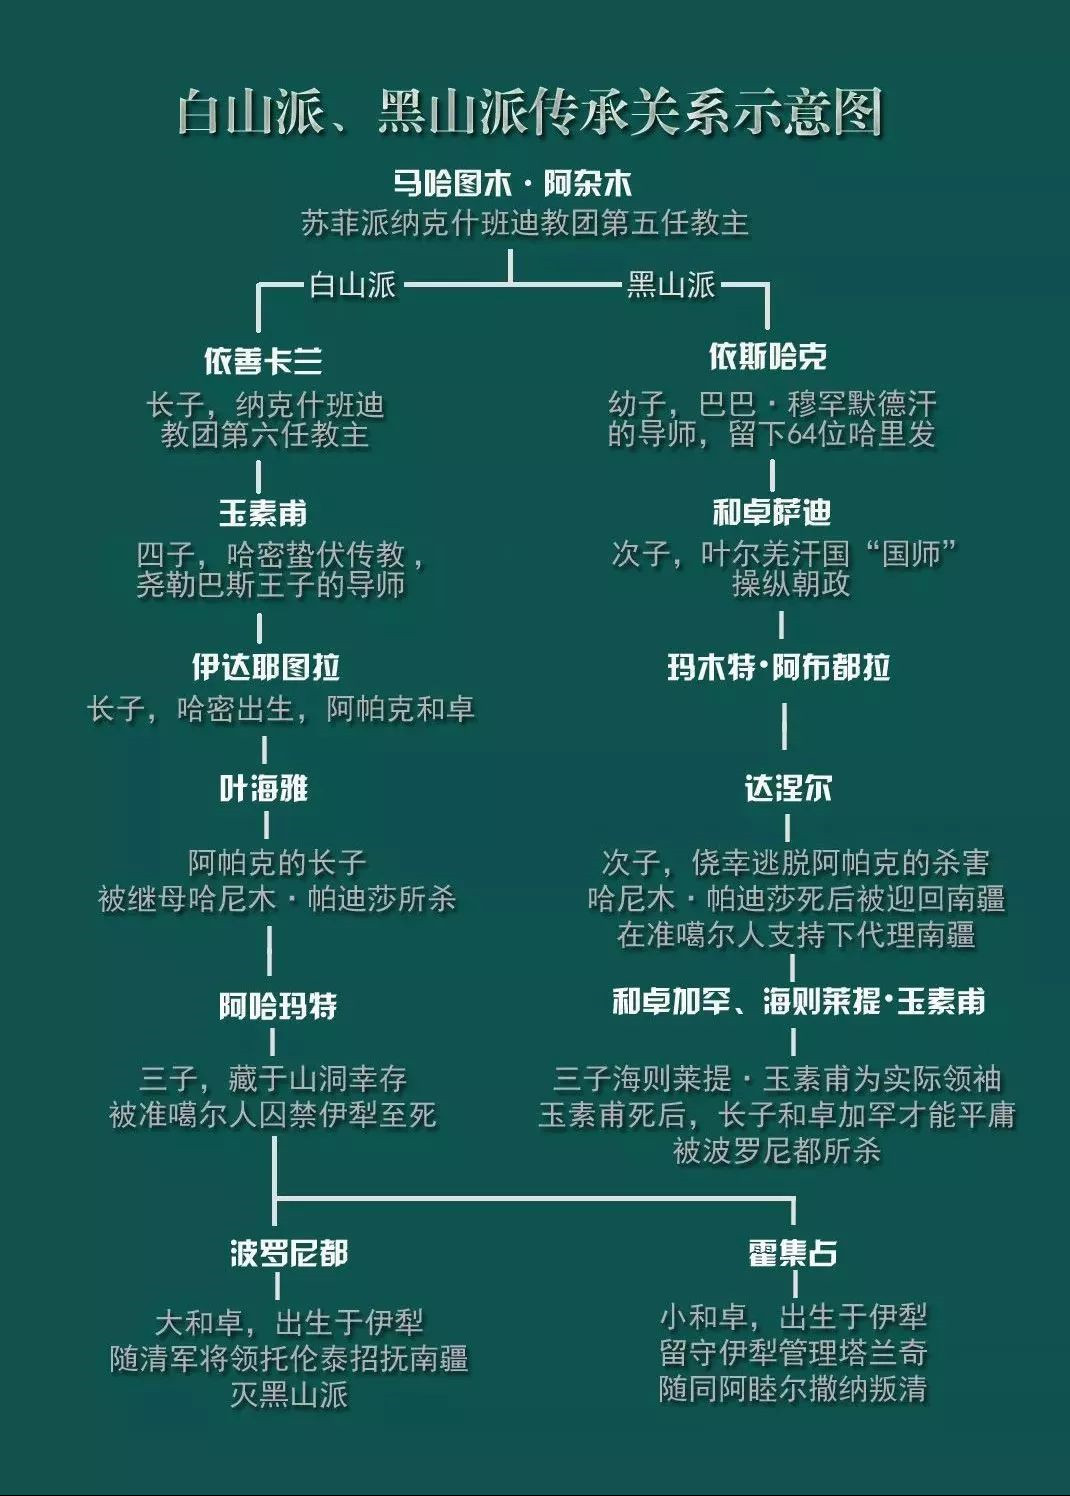 白山派、黑山派传承关系示意图
马哈图木·阿杂木
苏菲派纳克什班迪教团第五任教主
白山派
黑山派
依善卡兰
长子，纳克什班迪
教团第六任教主
依斯哈克
幼子，巴巴·穆罕默德汗
的导师，留下64位哈里发
玉素甫
四子，哈密蛰伏传教，
尧勒巴斯王子的导师
和卓萨迪
次子，叶尔羌汗国“国师”
操纵朝政
伊达耶图拉
长子，哈密出生，阿帕克和卓
玛木特·阿布都拉
叶海雅
阿帕克的长子
被继母哈尼木·帕迪莎所杀
达涅尔
次子，侥幸逃脱阿帕克的杀害
哈尼木·帕迪莎死后被迎回南疆
在准噶尔人支持下代理南疆
阿哈玛特
三子，藏于山洞幸存
被准噶尔人囚禁伊犁至死
和卓加罕、海则莱提·玉素甫
三子海则莱提·玉素甫为实际领袖
玉素甫死后，长子和卓加罕才能平庸
被波罗尼都所杀
波罗尼都
大和卓，出生于伊犁
随清军将领托伦泰招抚南疆
灭黑山派
霍集占
小和卓，出生于伊犁
留守伊犁管理塔兰奇
随同阿睦尔撒纳叛清